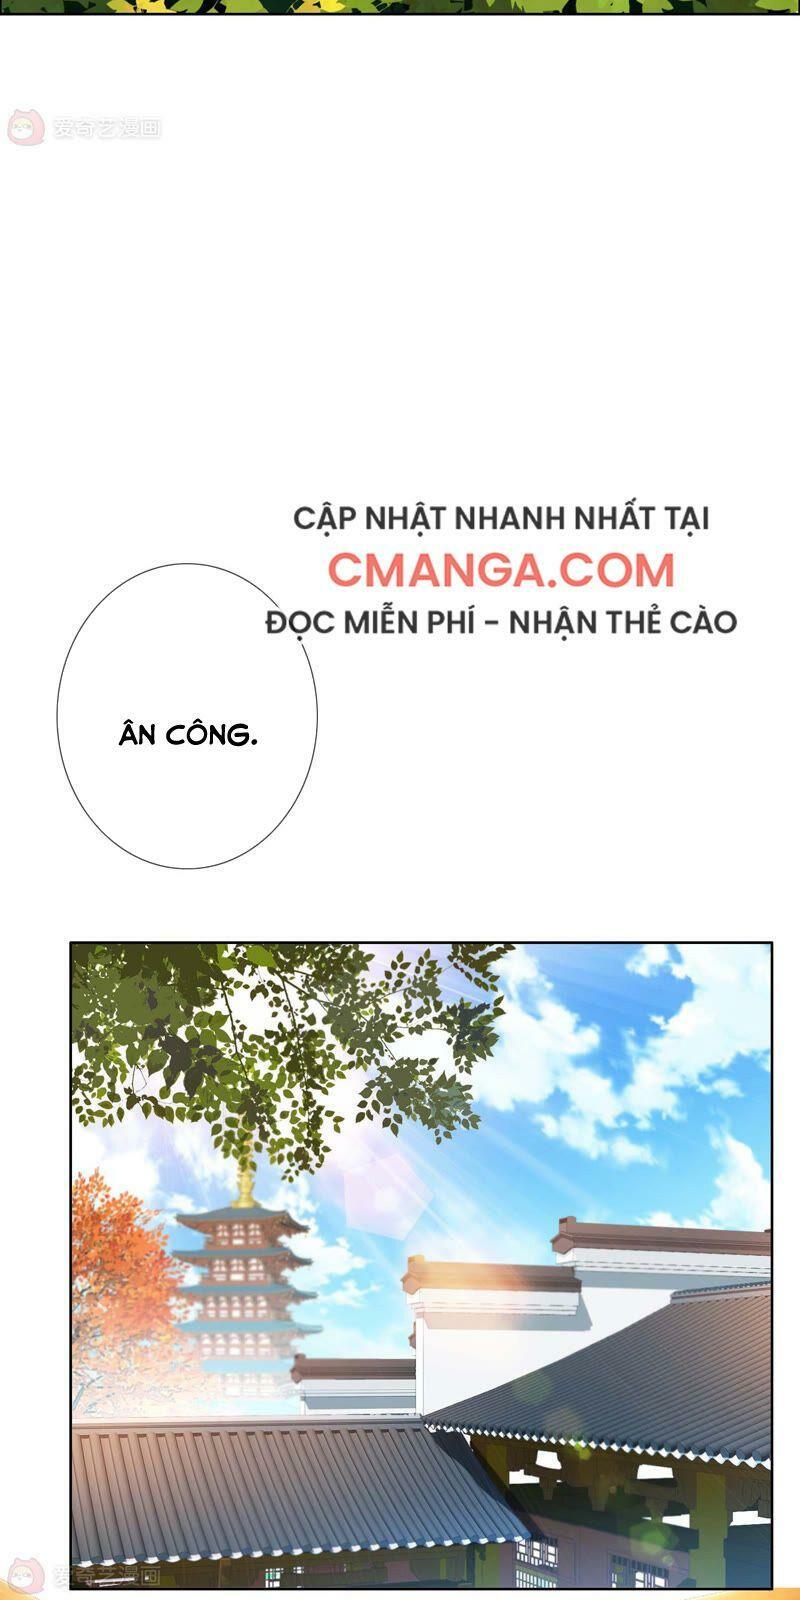 爱奇艺漫画
CẬP NHẬT NHANH NHẤT TẠI
CMANGA.COM
ĐỌC MIỄN PHÍ - NHẬN THẺ CÀO
ÂN CÔNG.
爱奇艺漫画